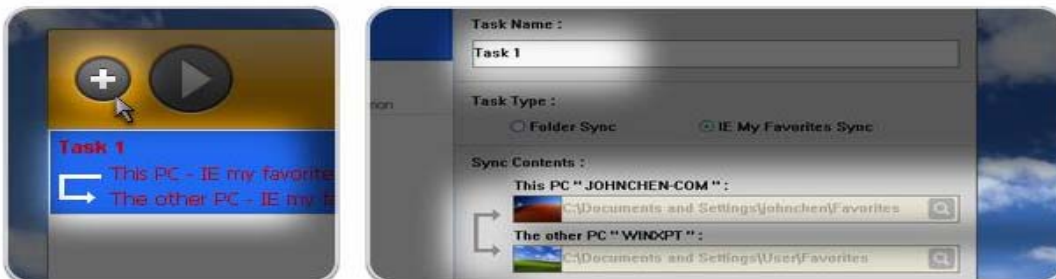 Task 1
This PC - IE my favorite
The other PC - IE my
Task Name :
Task 1
Task Type :
Folder Sync
IE My Favorites Sync
Sync Contents :
This PC " JOHNCHEN-COM " :
C:\Documents and Settings\johnchen\Favorites
The other PC " WINXPT " :
C:\Documents and Settings\User\Favorites